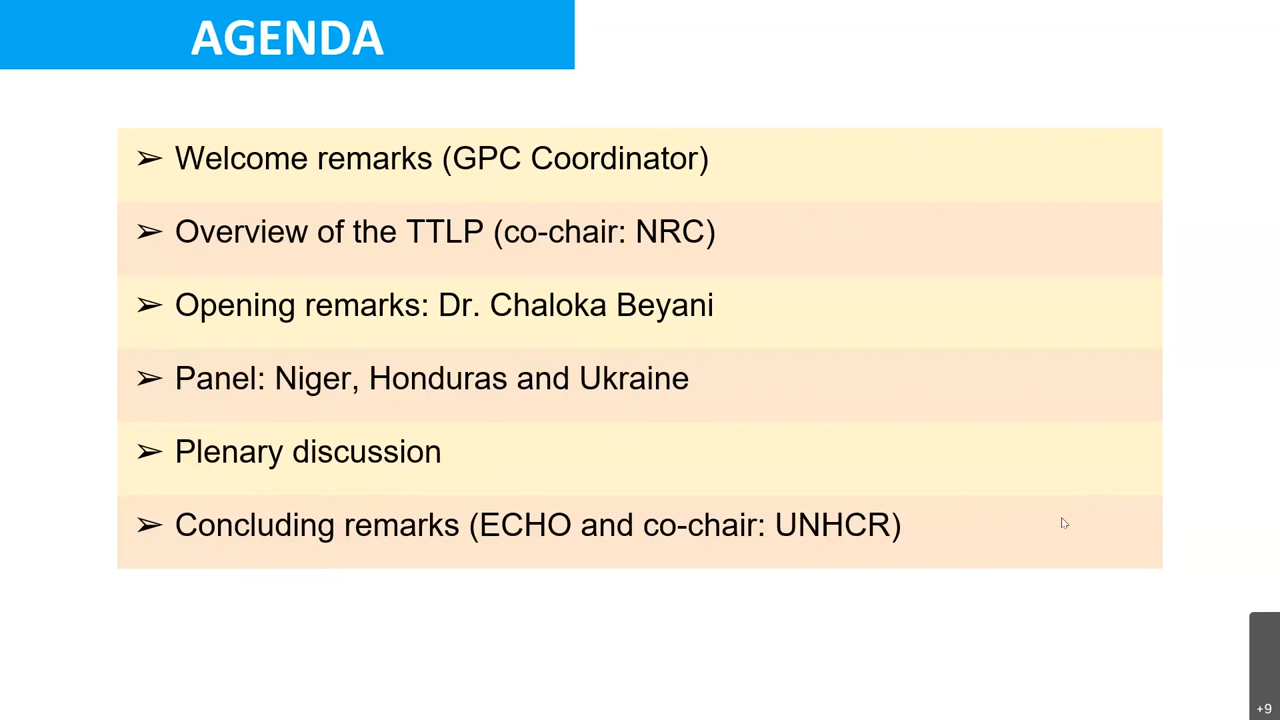 AGENDA
➢ Welcome remarks (GPC Coordinator)
➢ Overview of the TTLP (co-chair: NRC)
➢ Opening remarks: Dr. Chaloka Beyani
➢ Panel: Niger, Honduras and Ukraine
➢ Plenary discussion
➢ Concluding remarks (ECHO and co-chair: UNHCR)
+9